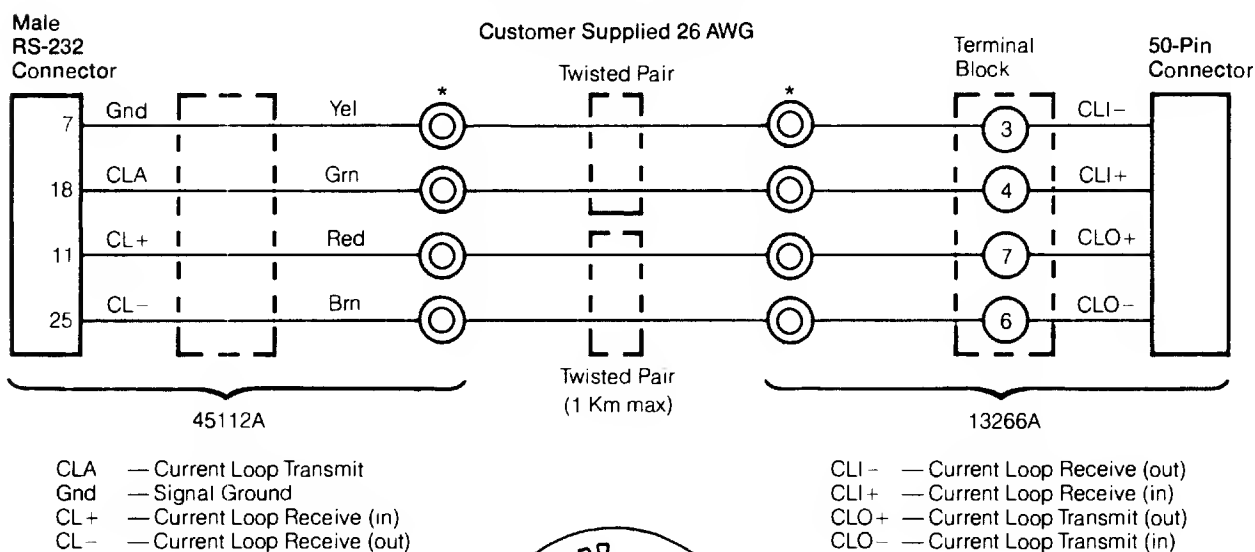 Male
RS-232
Connector
Customer Supplied 26 AWG
Twisted Pair
Terminal
Block
50-Pin
Connector
* *
7 Gnd Yel 3 CLI−
18 CLA Grn 4 CLI+
11 CL+ Red 7 CLO+
25 CL− Brn 6 CLO−
Twisted Pair
(1 Km max)
45112A
13266A
CLA — Current Loop Transmit
Gnd — Signal Ground
CL+ — Current Loop Receive (in)
CL− — Current Loop Receive (out)
CLI− — Current Loop Receive (out)
CLI+ — Current Loop Receive (in)
CLO+ — Current Loop Transmit (out)
CLO− — Current Loop Transmit (in)